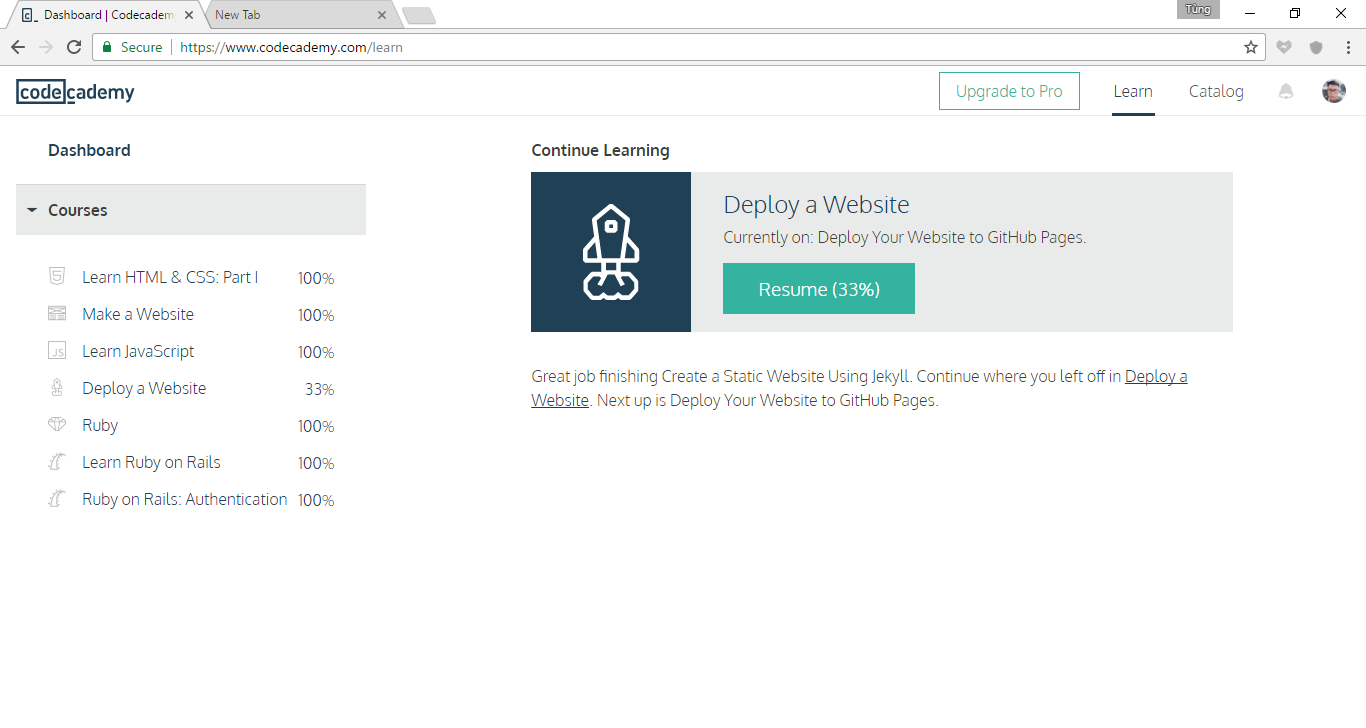 Dashboard | Codecadem
New Tab
Tùng
Secure
https://www.codecademy.com/learn
codecademy
Upgrade to Pro
Learn
Catalog
Dashboard
Courses
Learn HTML & CSS: Part I 100%
Make a Website 100%
JS Learn JavaScript 100%
Deploy a Website 33%
Ruby 100%
Learn Ruby on Rails 100%
Ruby on Rails: Authentication 100%
Continue Learning
Deploy a Website
Currently on: Deploy Your Website to GitHub Pages.
Resume (33%)
Great job finishing Create a Static Website Using Jekyll. Continue where you left off in Deploy a
Website. Next up is Deploy Your Website to GitHub Pages.